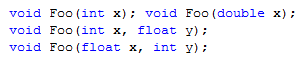 void Foo(int x); void Foo(double x);
void Foo(int x, float y);
void Foo(float x, int y);